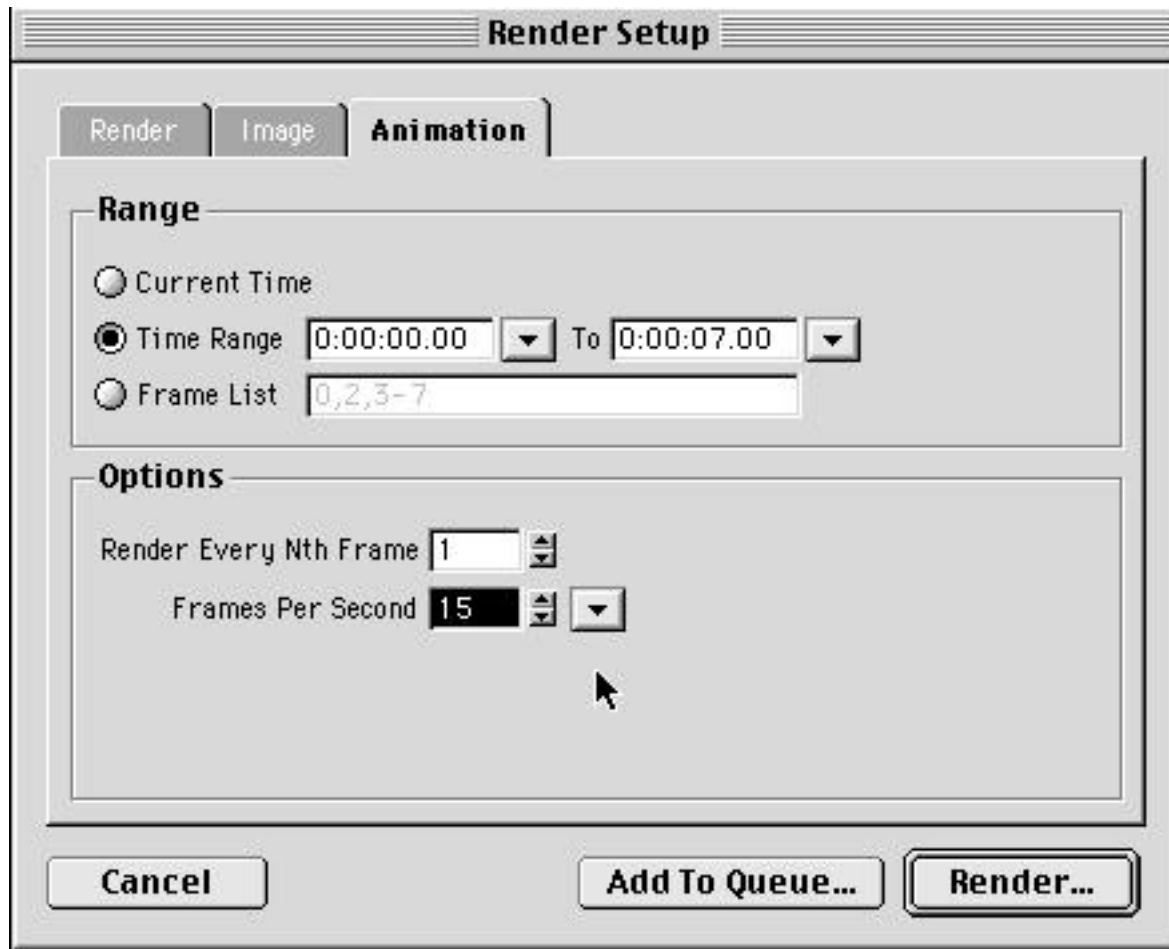 Render Setup
Render Image Animation
Range
Current Time
Time Range 0:00:00.00 To 0:00:07.00
Frame List 0,2,3-7
Options
Render Every Nth Frame 1
Frames Per Second 15
Cancel Add To Queue... Render...